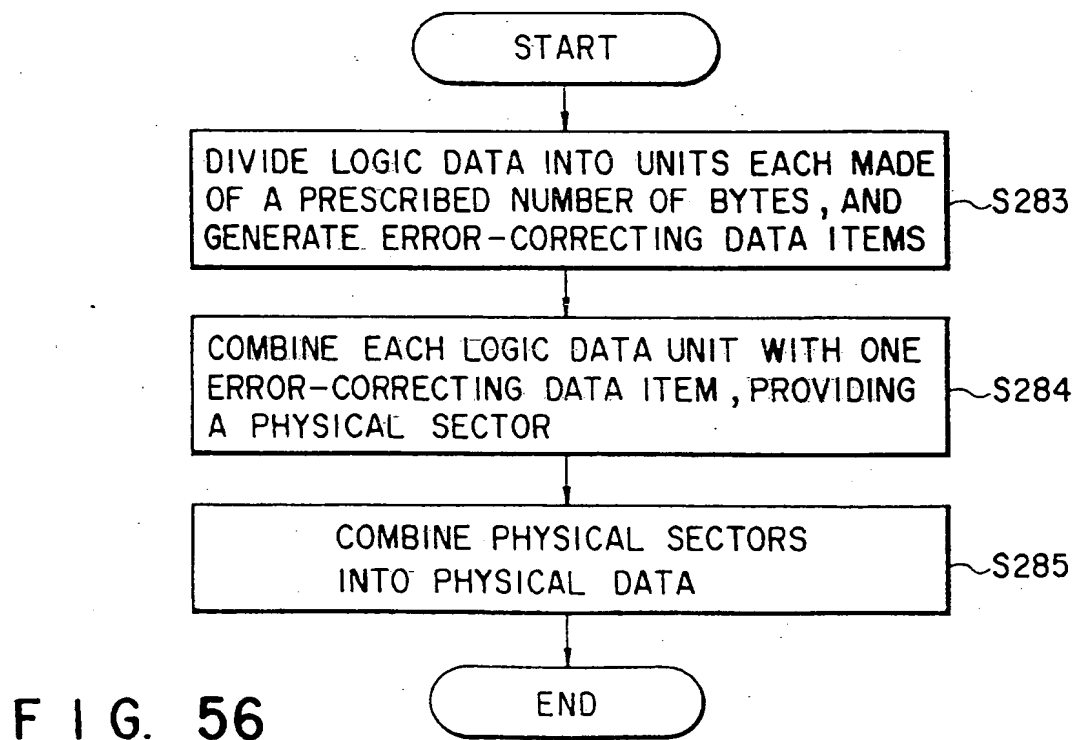 START
DIVIDE LOGIC DATA INTO UNITS EACH MADE
OF A PRESCRIBED NUMBER OF BYTES, AND
GENERATE ERROR-CORRECTING DATA ITEMS
S283
COMBINE EACH LOGIC DATA UNIT WITH ONE
ERROR-CORRECTING DATA ITEM, PROVIDING
A PHYSICAL SECTOR
S284
COMBINE PHYSICAL SECTORS
INTO PHYSICAL DATA
S285
END
FIG. 56